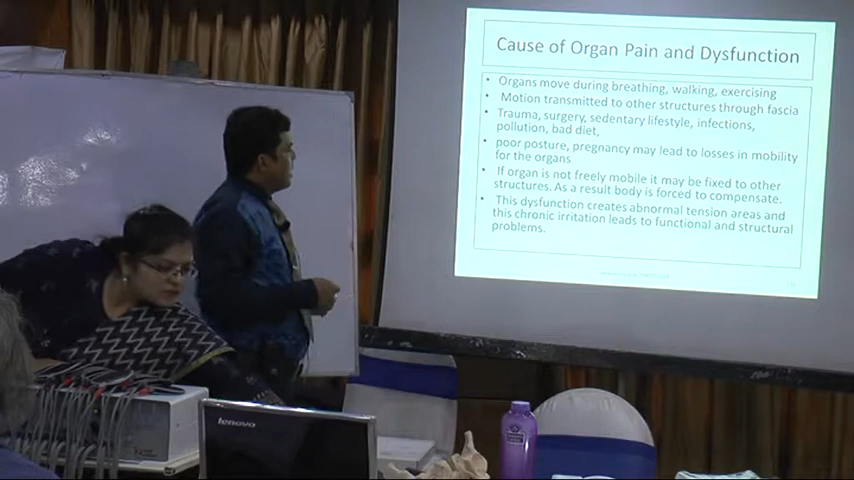 Cause of Organ Pain and Dysfunction
• Organs move during breathing, walking, exercising
• Motion transmitted to other structures through fascia
• Trauma, surgery, sedentary lifestyle, infections,
pollution, bad diet,
• poor posture, pregnancy may lead to losses in mobility
for the organs
• If organ is not freely mobile it may be fixed to other
structures. As a result body is forced to compensate.
• This dysfunction creates abnormal tension areas and
this chronic irritation leads to functional and structural
problems.
lenovo